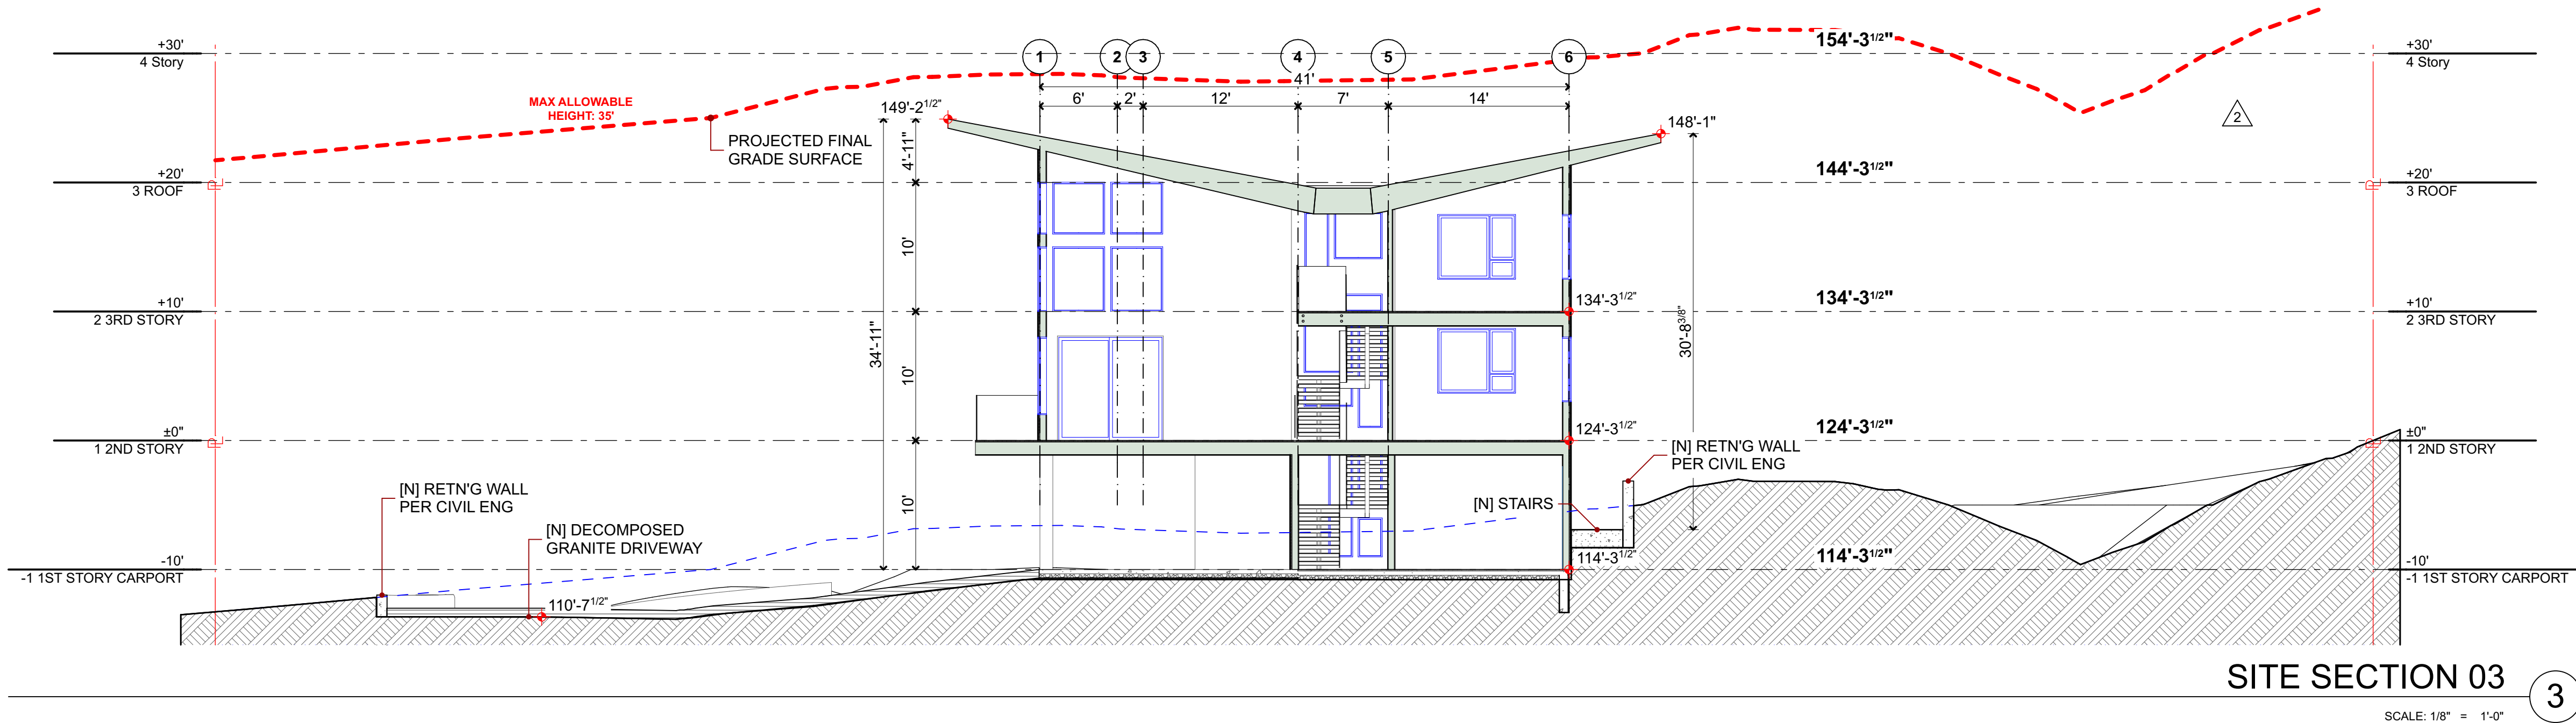 +30'
4 Story
1
2
3
4
5
6
154'-3 1/2"
+30'
4 Story
41'
6'
2'
12'
7'
14'
MAX ALLOWABLE
HEIGHT: 35'
149'-2 1/2"
148'-1"
2
PROJECTED FINAL
GRADE SURFACE
4'-11"
+20'
3 ROOF
144'-3 1/2"
+20'
3 ROOF
10'
+10'
2 3RD STORY
134'-3 1/2"
134'-3 1/2"
+10'
2 3RD STORY
34'-11"
30'-8 3/8"
10'
±0"
1 2ND STORY
124'-3 1/2"
124'-3 1/2"
±0"
1 2ND STORY
[N] RETN'G WALL
PER CIVIL ENG
[N] RETN'G WALL
PER CIVIL ENG
[N] STAIRS
10'
[N] DECOMPOSED
GRANITE DRIVEWAY
-10'
-1 1ST STORY CARPORT
114'-3 1/2"
114'-3 1/2"
-10'
-1 1ST STORY CARPORT
110'-7 1/2"
SITE SECTION 03
3
SCALE: 1/8" = 1'-0"